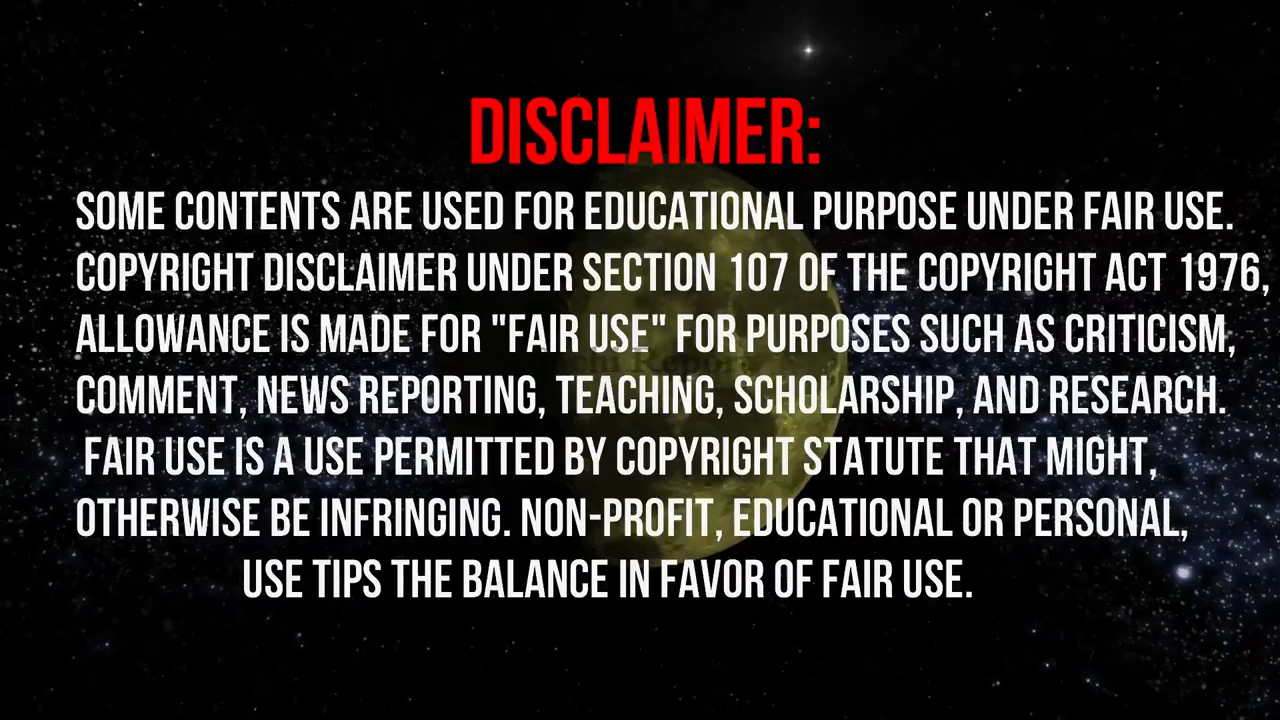 DISCLAIMER:
SOME CONTENTS ARE USED FOR EDUCATIONAL PURPOSE UNDER FAIR USE.
COPYRIGHT DISCLAIMER UNDER SECTION 107 OF THE COPYRIGHT ACT 1976,
ALLOWANCE IS MADE FOR "FAIR USE" FOR PURPOSES SUCH AS CRITICISM,
COMMENT, NEWS REPORTING, TEACHING, SCHOLARSHIP, AND RESEARCH.
FAIR USE IS A USE PERMITTED BY COPYRIGHT STATUTE THAT MIGHT,
OTHERWISE BE INFRINGING. NON-PROFIT, EDUCATIONAL OR PERSONAL,
USE TIPS THE BALANCE IN FAVOR OF FAIR USE.